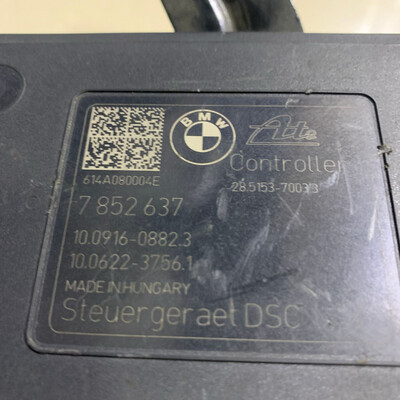 BMW
Ate
Controller
614A080004E
28.5153-7003.3
7 852 637
10.0916-0882.3
10.0622-3756.1
MADE IN HUNGARY
Steuergeraet DSC